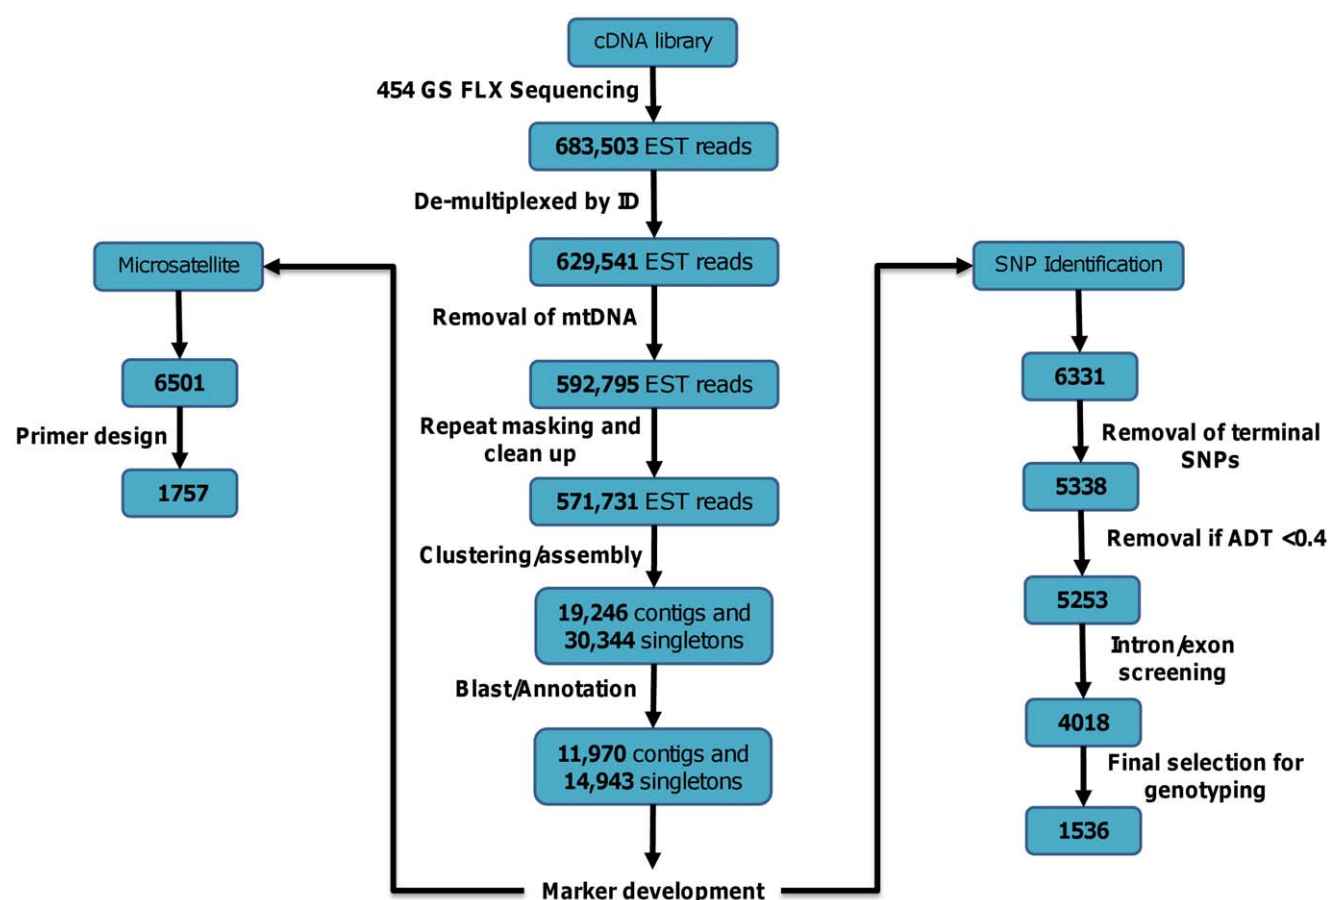 cDNA library
454 GS FLX Sequencing
683,503 EST reads
De-multiplexed by ID
629,541 EST reads
Removal of mtDNA
592,795 EST reads
Repeat masking and
clean up
571,731 EST reads
Clustering/assembly
19,246 contigs and
30,344 singletons
Blast/Annotation
11,970 contigs and
14,943 singletons
Marker development
Microsatellite
6501
Primer design
1757
SNP Identification
6331
Removal of terminal
SNPs
5338
Removal if ADT <0.4
5253
Intron/exon
screening
4018
Final selection for
genotyping
1536